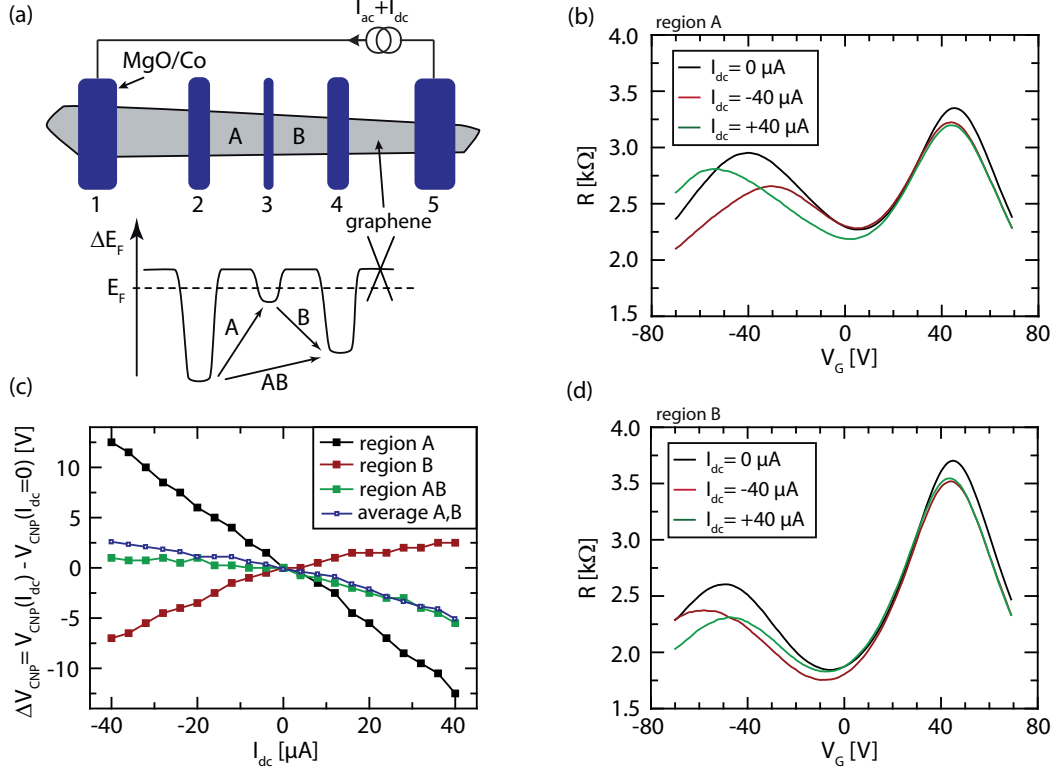 (a)
I_ac+I_dc
MgO/Co
A
B
1
2
3
4
5
graphene
ΔE_F
E_F
A
B
AB
(b)
region A
4.0
3.5
3.0
2.5
2.0
1.5
R [kΩ]
I_dc= 0 µA
I_dc= -40 µA
I_dc= +40 µA
-80
-40
0
40
80
V_G [V]
(c)
ΔV_CNP = V_CNP(I_dc) - V_CNP(I_dc=0) [V]
10
5
0
-5
-10
region A
region B
region AB
average A,B
-40
-20
0
20
40
I_dc [µA]
(d)
region B
4.0
3.5
3.0
2.5
2.0
1.5
R [kΩ]
I_dc= 0 µA
I_dc= -40 µA
I_dc= +40 µA
-80
-40
0
40
80
V_G [V]